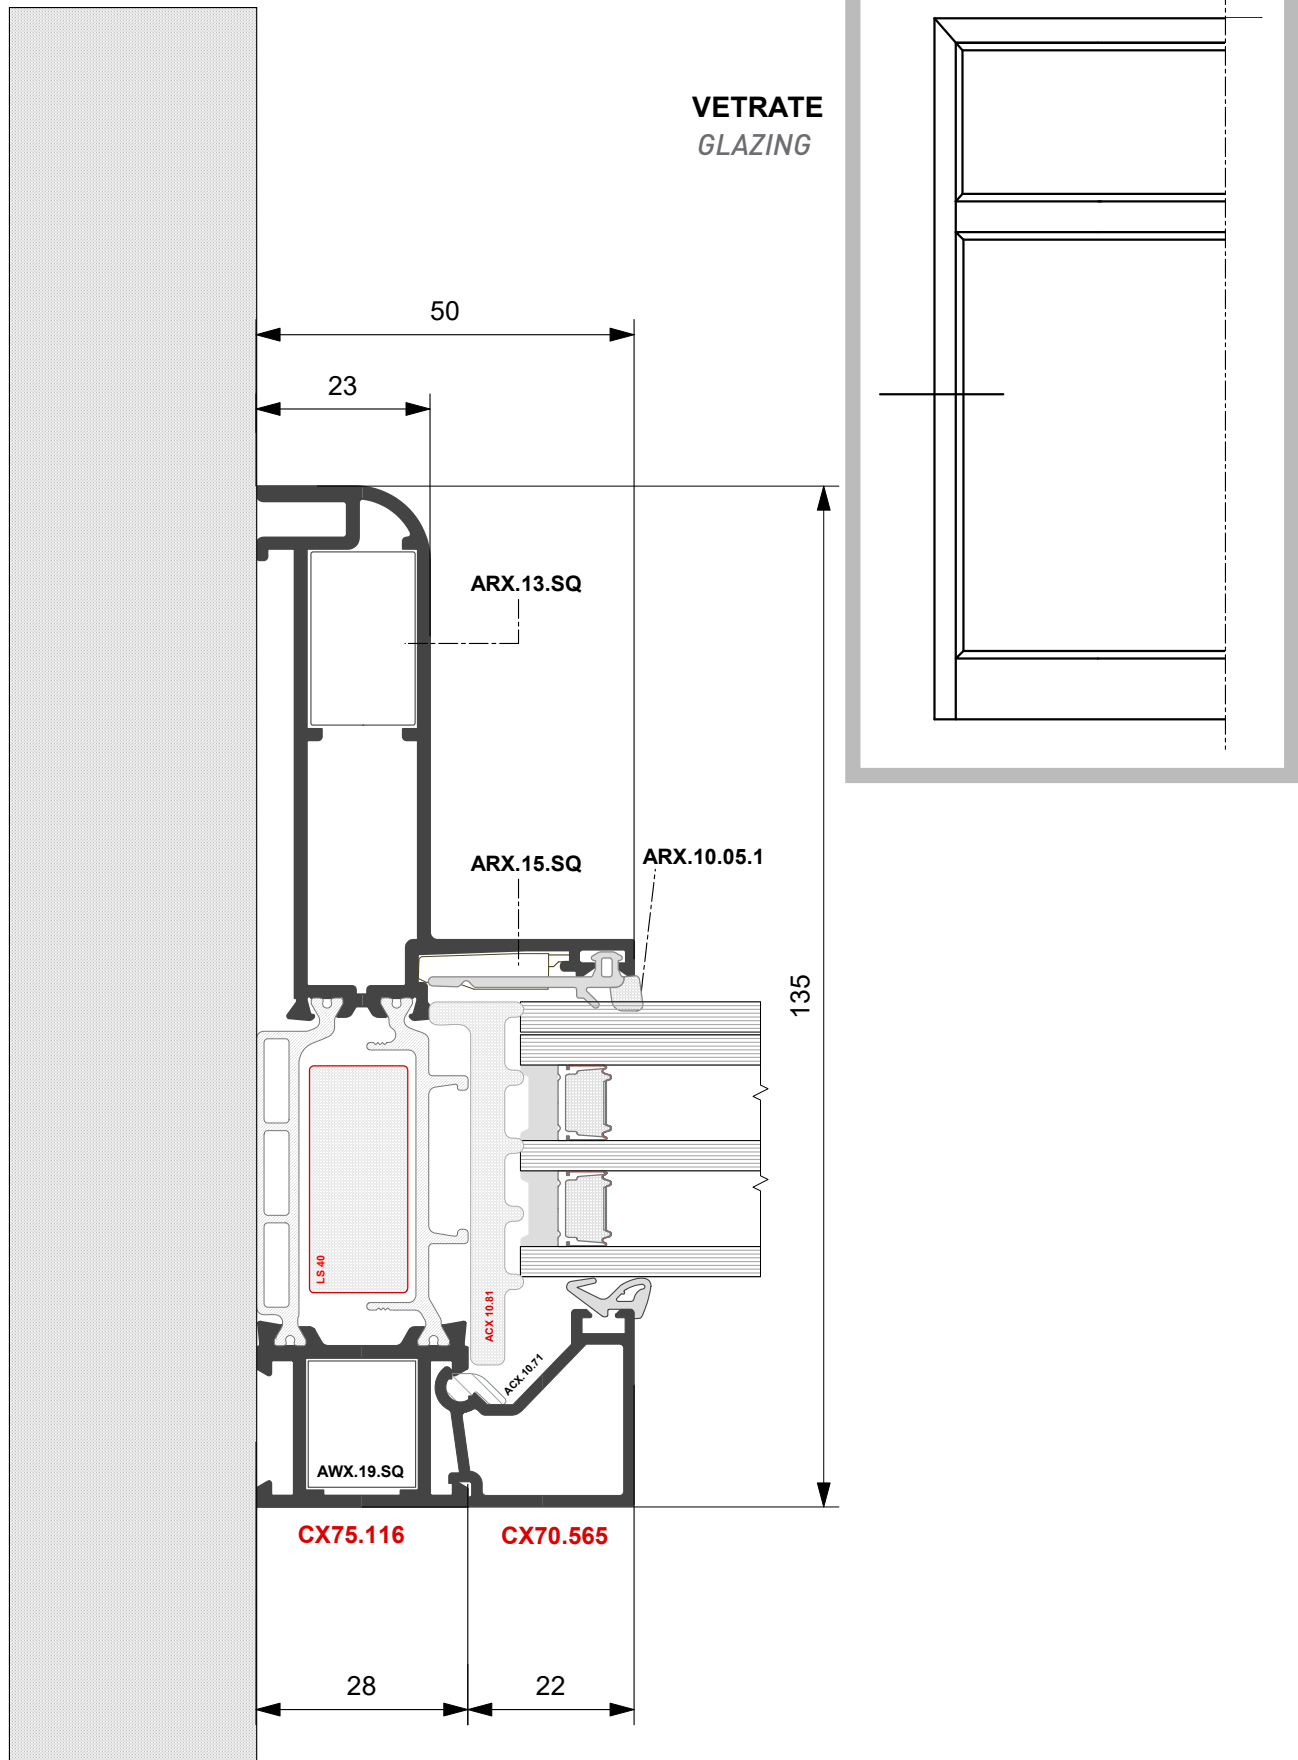 VETRATE
GLAZING
50
23
ARX.13.SQ
ARX.15.SQ
ARX.10.05.1
135
LS 40
ACX 10.81
ACX.10.71
AWX.19.SQ
CX75.116
CX70.565
28
22